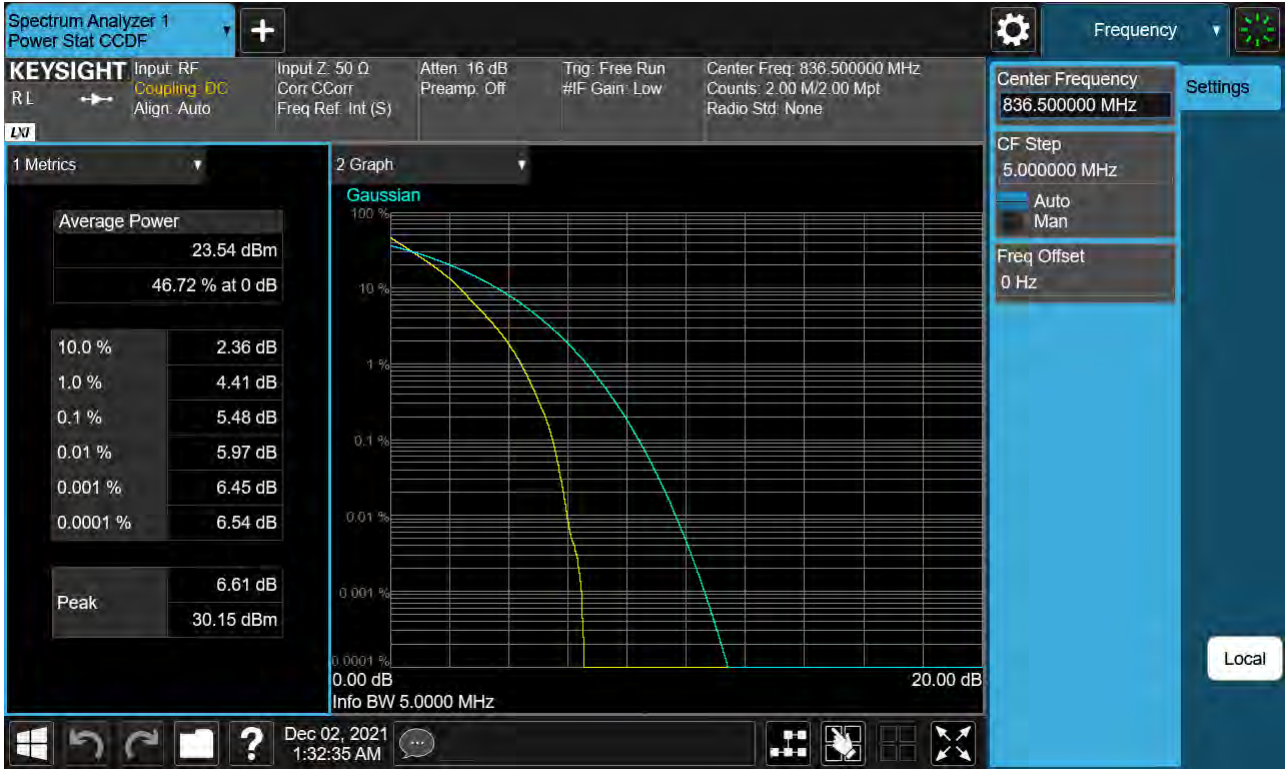 Spectrum Analyzer 1
Power Stat CCDF
Frequency
KEYSIGHT
R L
LXI
Input: RF
Coupling: DC
Align: Auto
Input Z: 50 Ω
Corr CCorr
Freq Ref: Int (S)
Atten: 16 dB
Preamp: Off
Trig: Free Run
#IF Gain: Low
Center Freq: 836.500000 MHz
Counts: 2.00 M/2.00 Mpt
Radio Std: None
Center Frequency
836.500000 MHz
Settings
CF Step
5.000000 MHz
Auto
Man
Freq Offset
0 Hz
Local
1 Metrics
Average Power
23.54 dBm
46.72 % at 0 dB
10.0 % 2.36 dB
1.0 % 4.41 dB
0.1 % 5.48 dB
0.01 % 5.97 dB
0.001 % 6.45 dB
0.0001 % 6.54 dB
Peak
6.61 dB
30.15 dBm
2 Graph
Gaussian
100 %
10 %
1 %
0.1 %
0.01 %
0.001 %
0.0001 %
0.00 dB 20.00 dB
Info BW 5.0000 MHz
?
Dec 02, 2021
1:32:35 AM